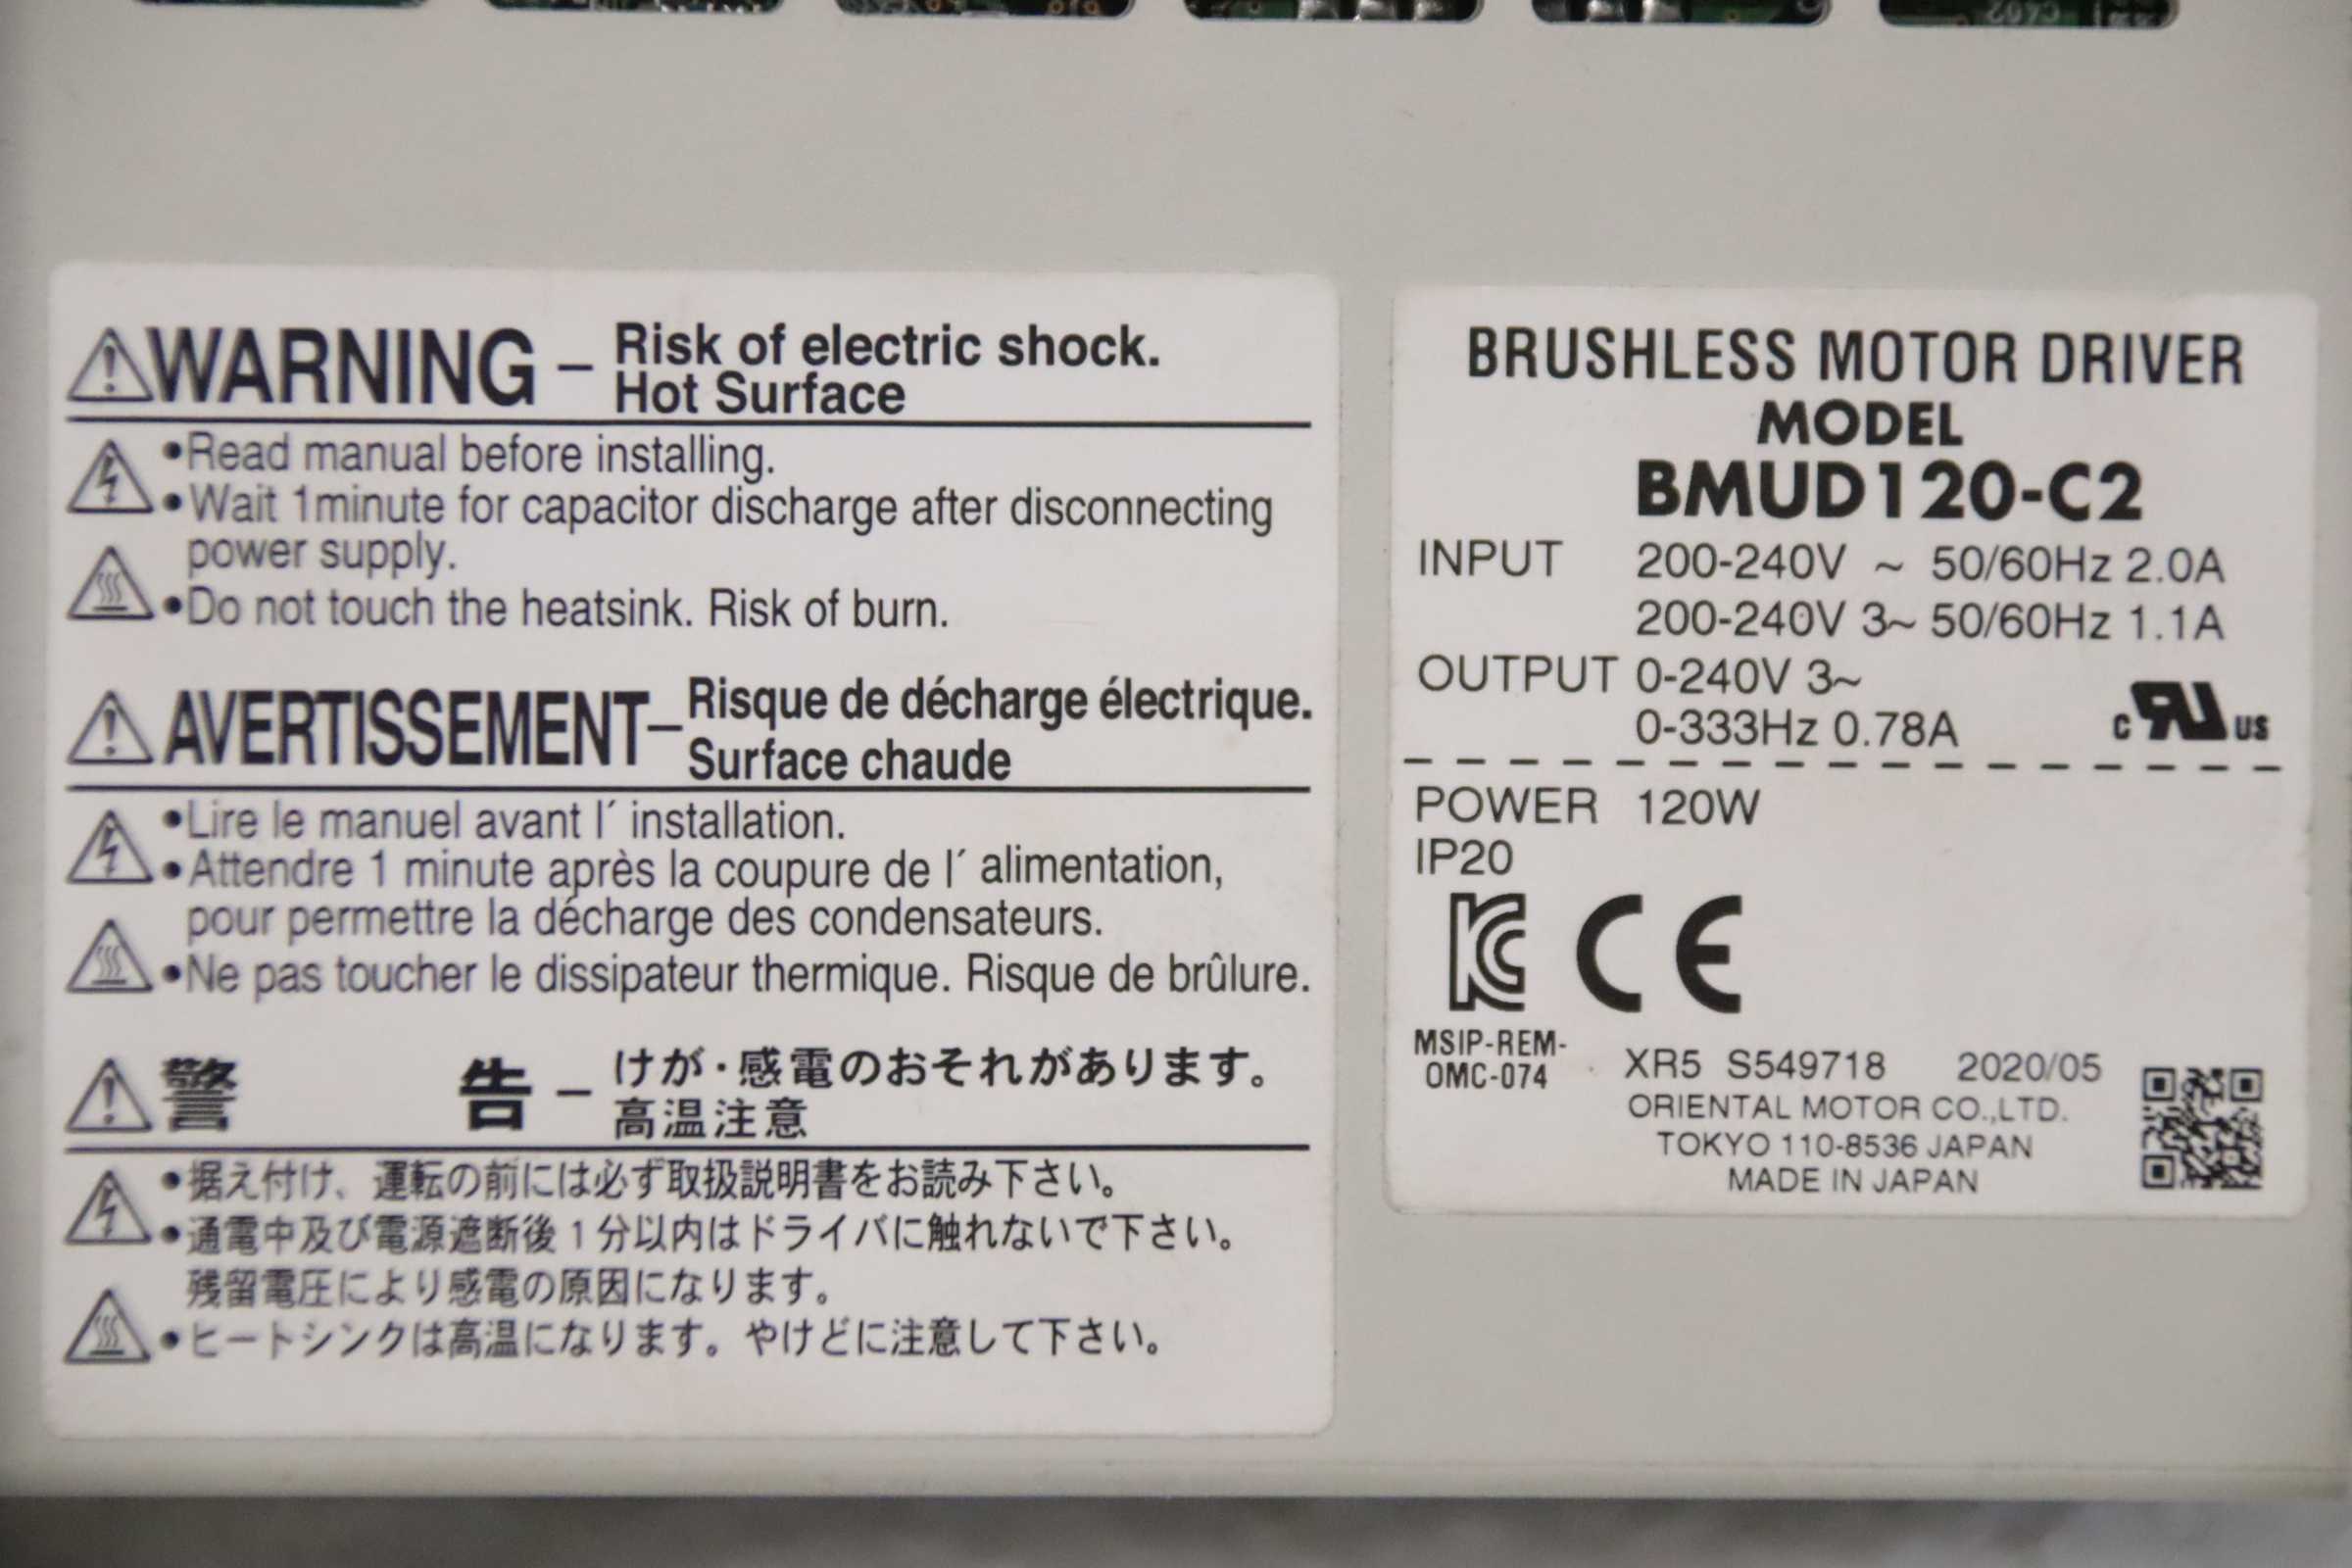 WARNING – Risk of electric shock.
Hot Surface
•Read manual before installing.
•Wait 1minute for capacitor discharge after disconnecting
power supply.
•Do not touch the heatsink. Risk of burn.
AVERTISSEMENT– Risque de décharge électrique.
Surface chaude
•Lire le manuel avant l´ installation.
•Attendre 1 minute après la coupure de l´ alimentation,
pour permettre la décharge des condensateurs.
•Ne pas toucher le dissipateur thermique. Risque de brûlure.
警 告 – けが・感電のおそれがあります。
高温注意
•据え付け、運転の前には必ず取扱説明書をお読み下さい。
•通電中及び電源遮断後1分以内はドライバに触れないで下さい。
残留電圧により感電の原因になります。
•ヒートシンクは高温になります。やけどに注意して下さい。
BRUSHLESS MOTOR DRIVER
MODEL
BMUD120-C2
INPUT 200-240V ~ 50/60Hz 2.0A
200-240V 3~ 50/60Hz 1.1A
OUTPUT 0-240V 3~
0-333Hz 0.78A
c RU US
POWER 120W
IP20
KC CE
MSIP-REM-
OMC-074
XR5 S549718 2020/05
ORIENTAL MOTOR CO.,LTD.
TOKYO 110-8536 JAPAN
MADE IN JAPAN